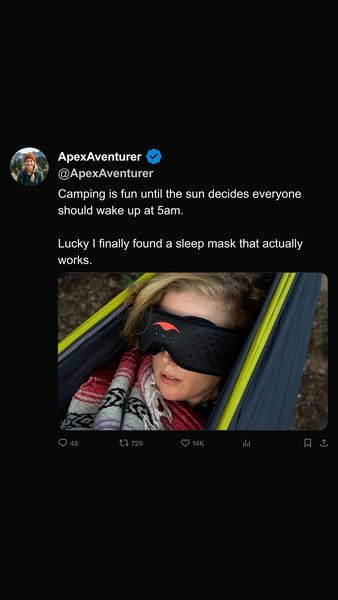 ApexAventurer
@ApexAventurer
Camping is fun until the sun decides everyone
should wake up at 5am.
Lucky I finally found a sleep mask that actually
works.
46
729
14K